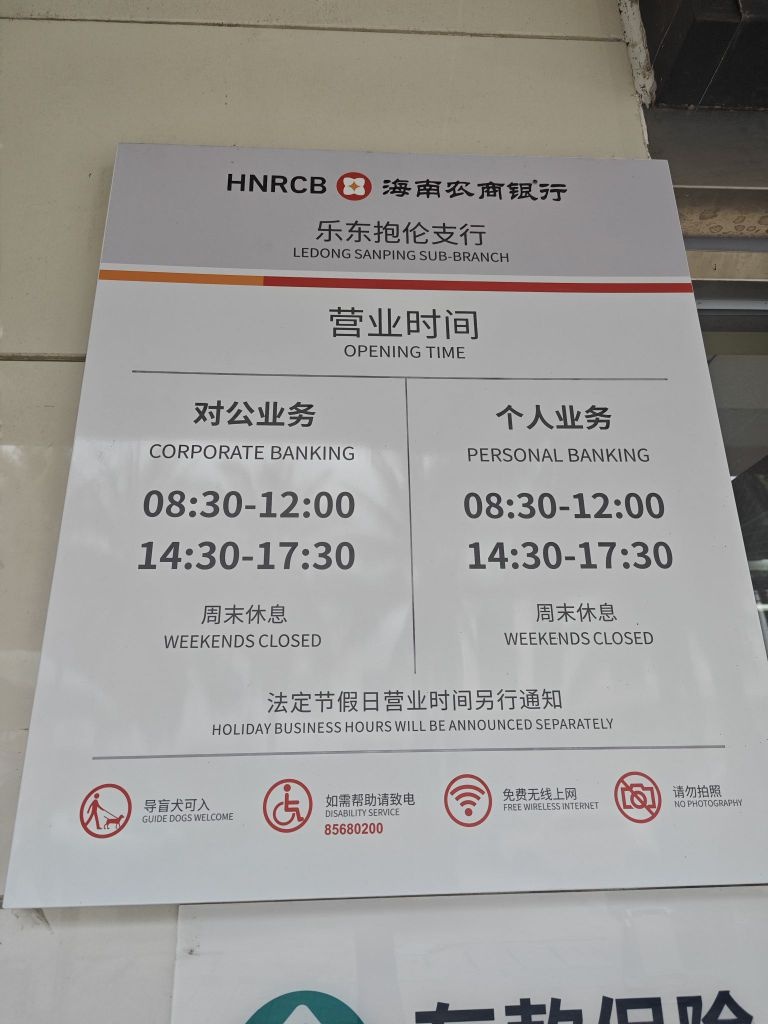 HNRCB 海南农商银行
乐东抱伦支行
LEDONG SANPING SUB-BRANCH
营业时间
OPENING TIME
对公业务
CORPORATE BANKING
08:30-12:00
14:30-17:30
周末休息
WEEKENDS CLOSED
个人业务
PERSONAL BANKING
08:30-12:00
14:30-17:30
周末休息
WEEKENDS CLOSED
法定节假日营业时间另行通知
HOLIDAY BUSINESS HOURS WILL BE ANNOUNCED SEPARATELY
导盲犬可入
GUIDE DOGS WELCOME
如需帮助请致电
DISABILITY SERVICE
85680200
免费无线上网
FREE WIRELESS INTERNET
请勿拍照
NO PHOTOGRAPHY
存款保险